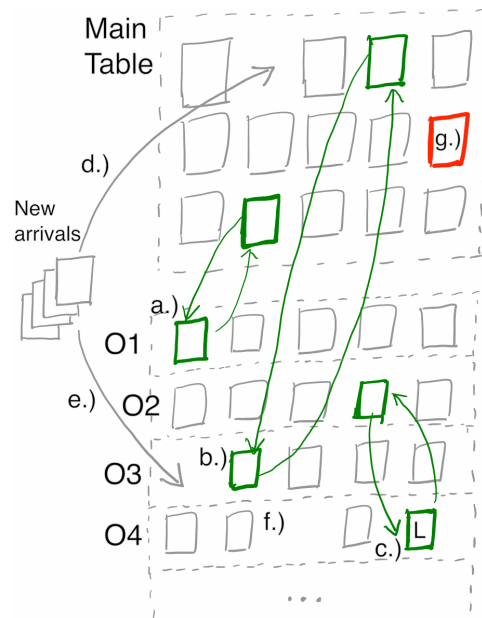 Main
Table
g.)
d.)
New
arrivals
a.)
O1
e.)
O2
b.)
O3
f.)
O4
c.)
L
...